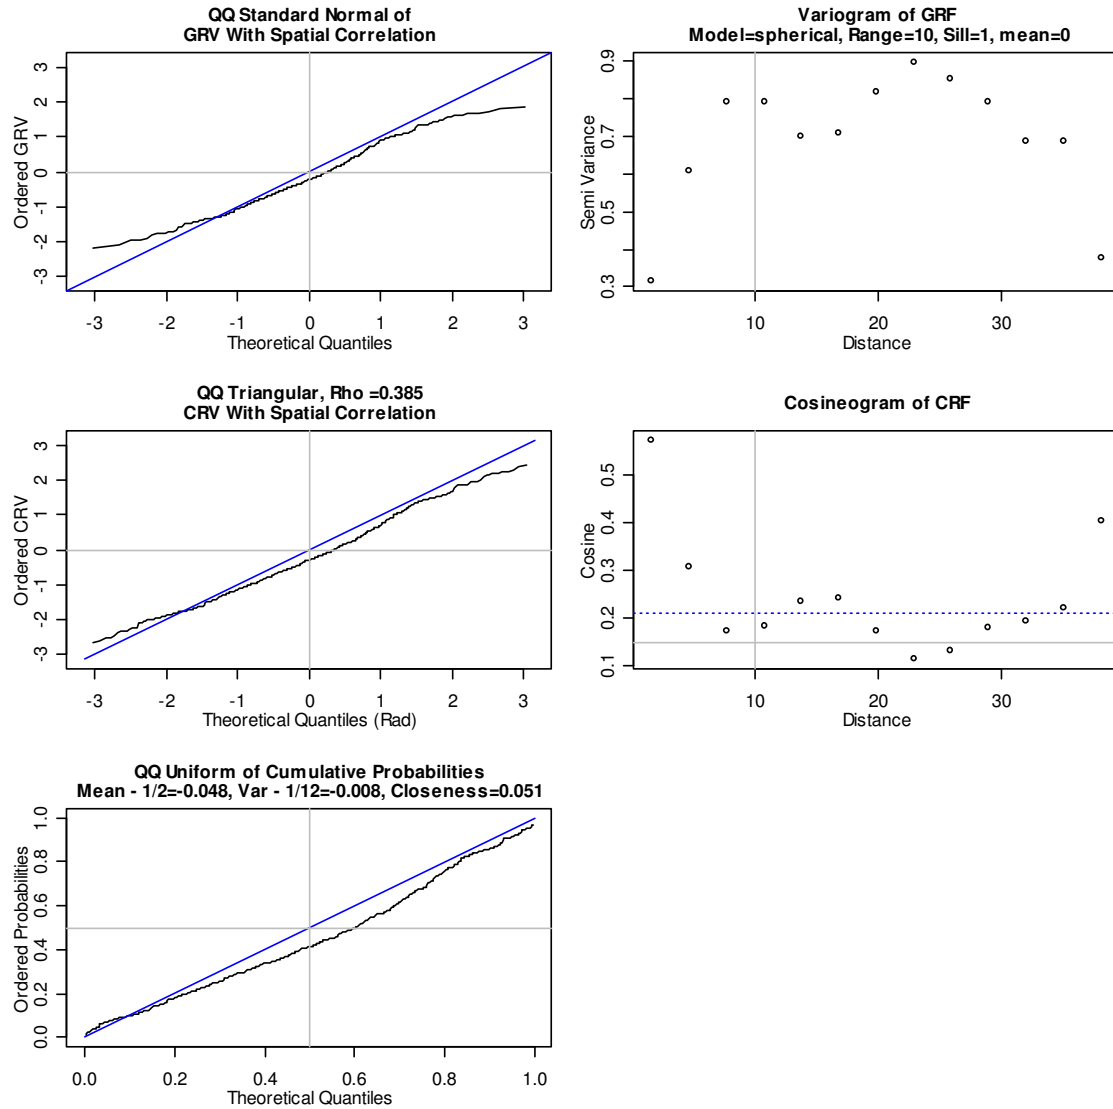 QQ Standard Normal of
GRV With Spatial Correlation
Ordered GRV
3
2
1
0
-1
-2
-3
-3 -2 -1 0 1 2 3
Theoretical Quantiles
Variogram of GRF
Model=spherical, Range=10, Sill=1, mean=0
Semi Variance
0.9
0.7
0.5
0.3
10 20 30
Distance
QQ Triangular, Rho =0.385
CRV With Spatial Correlation
Ordered CRV
3
2
1
0
-1
-2
-3
-3 -2 -1 0 1 2 3
Theoretical Quantiles (Rad)
Cosineogram of CRF
Cosine
0.5
0.4
0.3
0.2
0.1
10 20 30
Distance
QQ Uniform of Cumulative Probabilities
Mean - 1/2=-0.048, Var - 1/12=-0.008, Closeness=0.051
Ordered Probabilities
1.0
0.8
0.6
0.4
0.2
0.0
0.0 0.2 0.4 0.6 0.8 1.0
Theoretical Quantiles